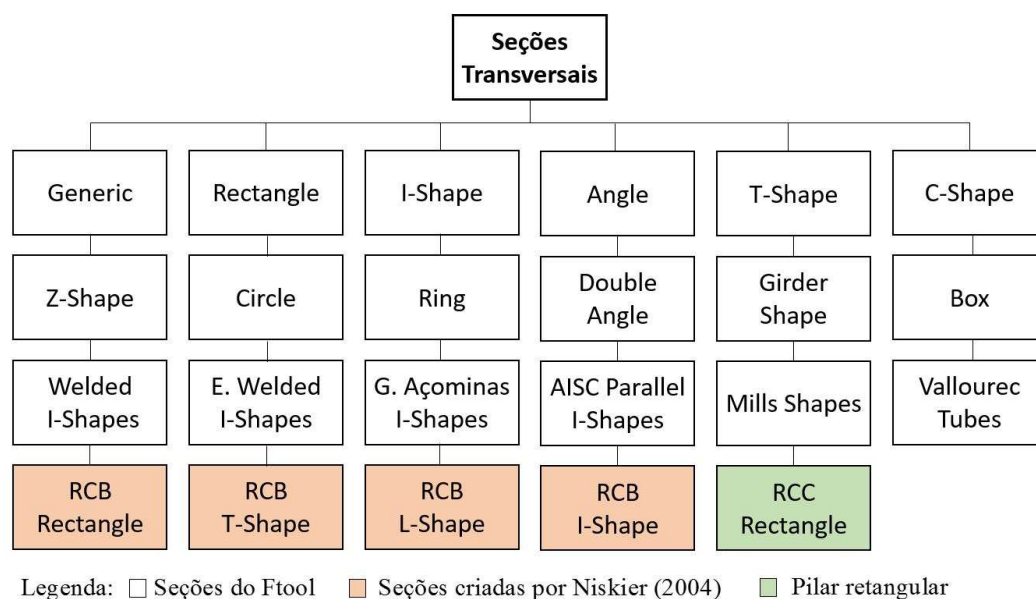 Seções
Transversais
Generic
Rectangle
I-Shape
Angle
T-Shape
C-Shape
Z-Shape
Circle
Ring
Double
Angle
Girder
Shape
Box
Welded
I-Shapes
E. Welded
I-Shapes
G. Açominas
I-Shapes
AISC Parallel
I-Shapes
Mills Shapes
Vallourec
Tubes
RCB
Rectangle
RCB
T-Shape
RCB
L-Shape
RCB
I-Shape
RCC
Rectangle
Legenda: Seções do Ftool Seções criadas por Niskier (2004) Pilar retangular